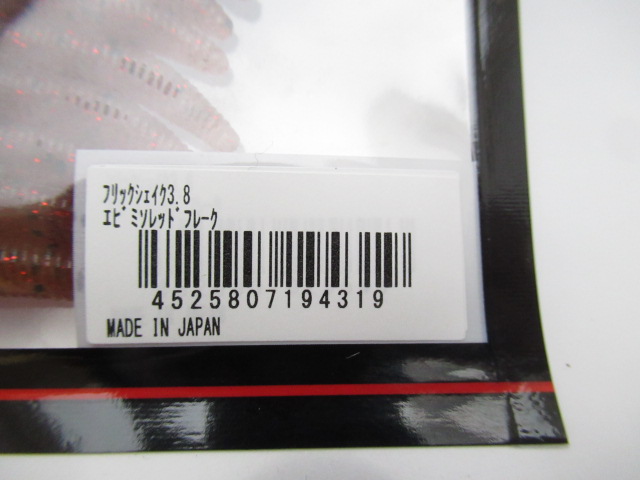 ﾌﾘｯｸｼｪｲｸ3.8
ｴﾋﾞﾐｿﾚｯﾄﾞﾌﾚｰｸ
4525807194319
MADE IN JAPAN